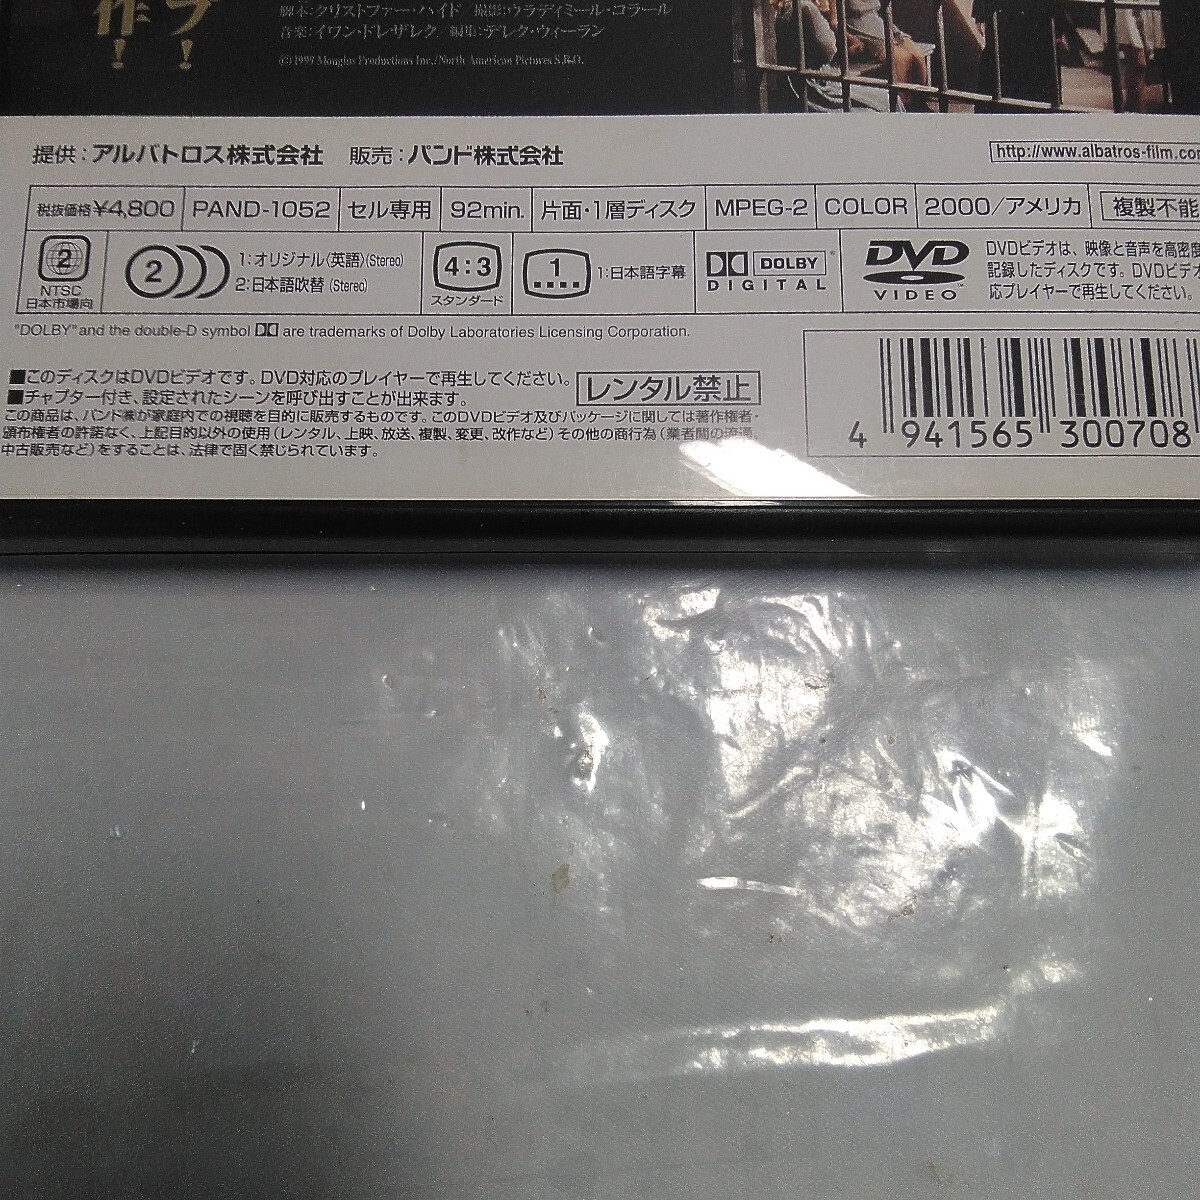 ブ!
作!
脚本:クリストファー・ハイド/撮影:ウラディミール・コラール
音楽:イワン・ドレザレク/編集:デレク・ウィーラン
©1995 Mouglus Productions Inc./North American Pictures S.R.O.
提供:アルバトロス株式会社 販売:パンド株式会社
http://www.albatros-film.co
税抜価格¥4,800 PAND-1052 セル専用 92min. 片面・1層ディスク MPEG-2 COLOR 2000/アメリカ 複製不能
2 NTSC 日本市場向
2 1:オリジナル〈英語〉(Stereo)
2:日本語吹替(Stereo)
4:3 スタンダード
1 1:日本語字幕
DOLBY DIGITAL
DVD VIDEO™
DVDビデオは、映像と音声を高密度
記録したディスクです。DVDビデオ
応プレイヤーで再生してください。
"DOLBY" and the double-D symbol are trademarks of Dolby Laboratories Licensing Corporation.
■このディスクはDVDビデオです。DVD対応のプレイヤーで再生してください。
■チャプター付き、設定されたシーンを呼び出すことが出来ます。
レンタル禁止
この商品は、パンド㈱が家庭内での視聴を目的に販売するものです。このDVDビデオ及びパッケージに関しては著作権者・
頒布権者の許諾なく、上記目的以外の使用(レンタル、上映、放送、複製、変更、改作など)その他の商行為(業者間の流通、
中古販売など)をすることは、法律で固く禁じられています。
4 941565 300708